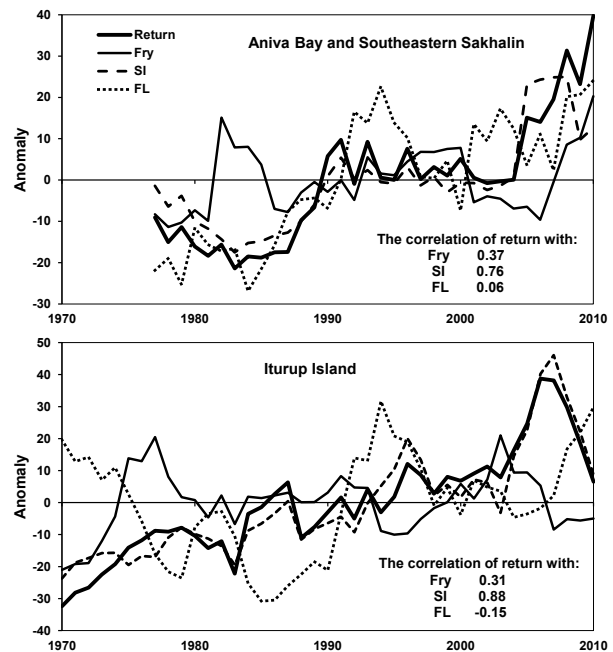 Aniva Bay and Southeastern Sakhalin
Return
Fry
SI
FL
Anomaly
40
30
20
10
0
-10
-20
-30
The correlation of return with:
Fry 0.37
SI 0.76
FL 0.06
1970 1980 1990 2000 2010
Iturup Island
Anomaly
50
40
30
20
10
0
-10
-20
-30
-40
The correlation of return with:
Fry 0.31
SI 0.88
FL -0.15
1970 1980 1990 2000 2010